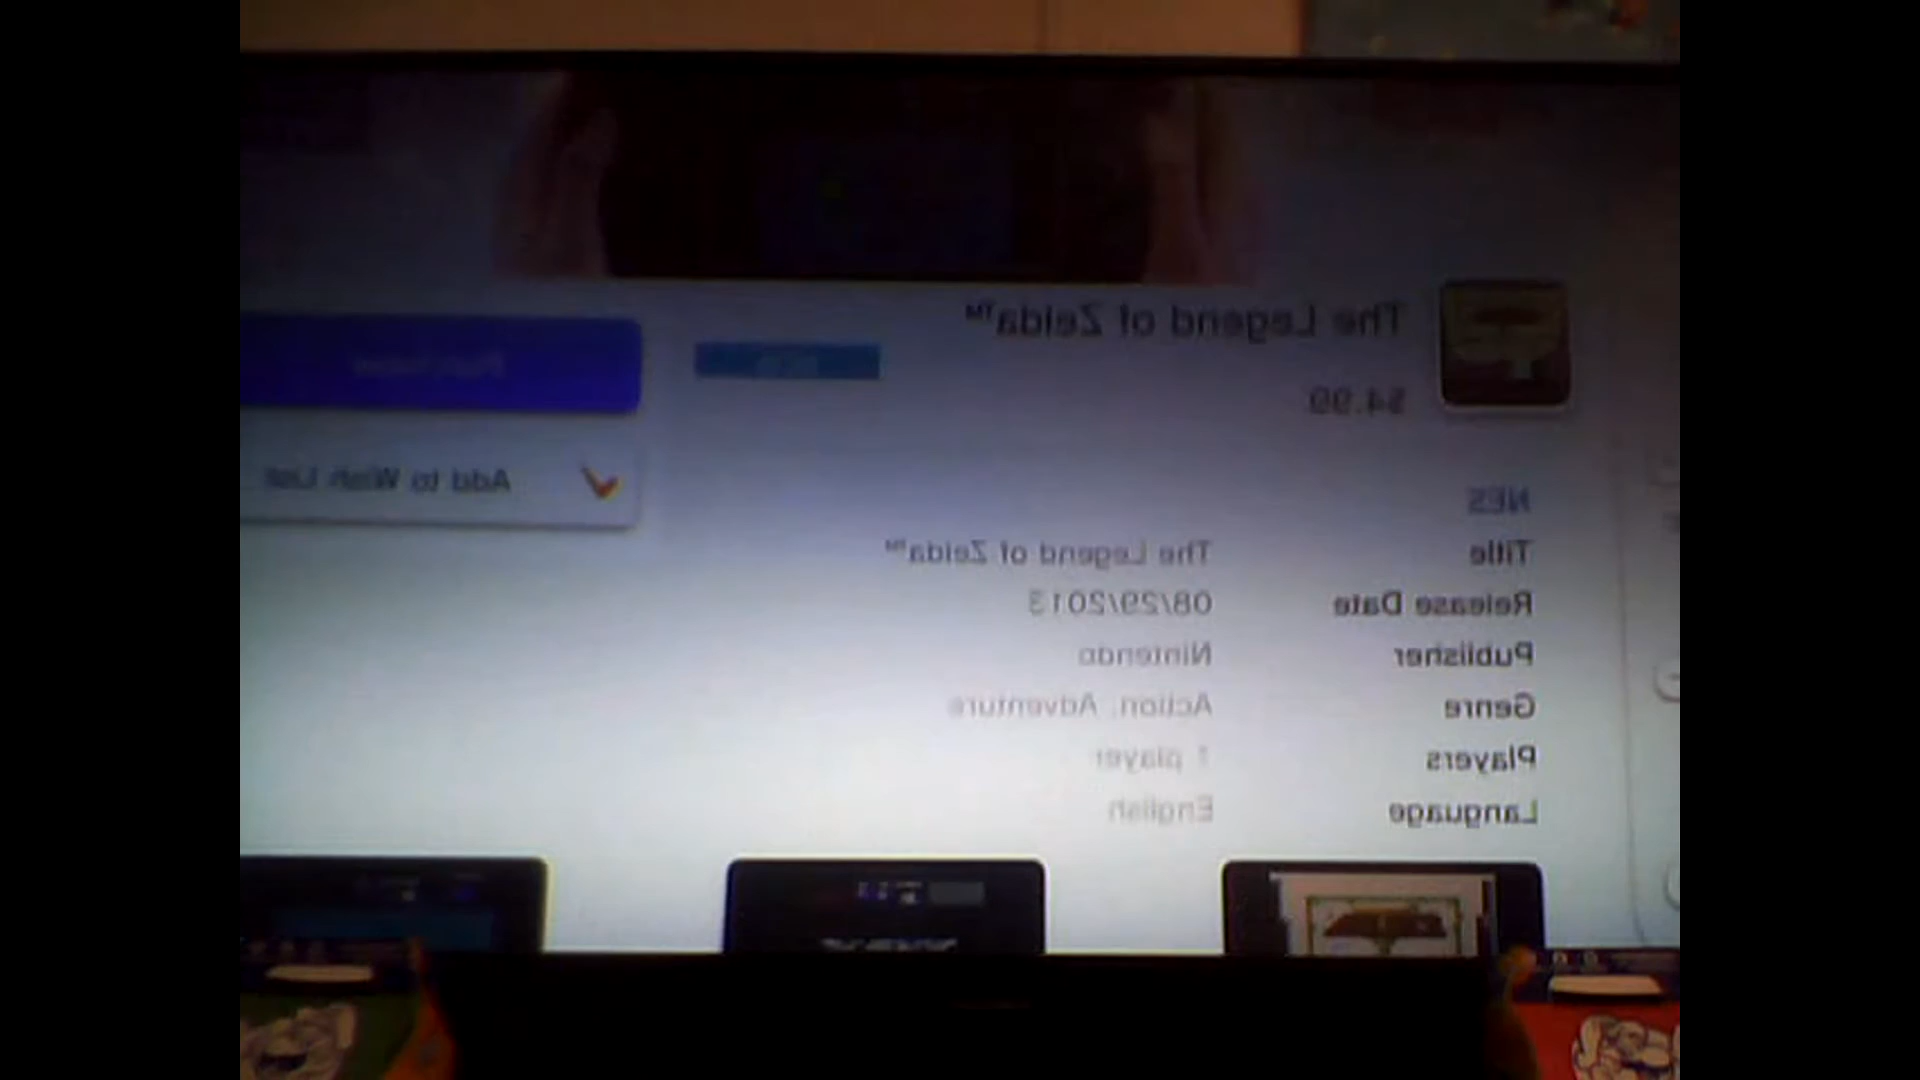 The Legend of Zelda™
$4.99
Add to Wish List
NES
Title The Legend of Zelda™
Release Date 08/29/2013
Publisher Nintendo
Genre Action, Adventure
Players 1 player
Language English